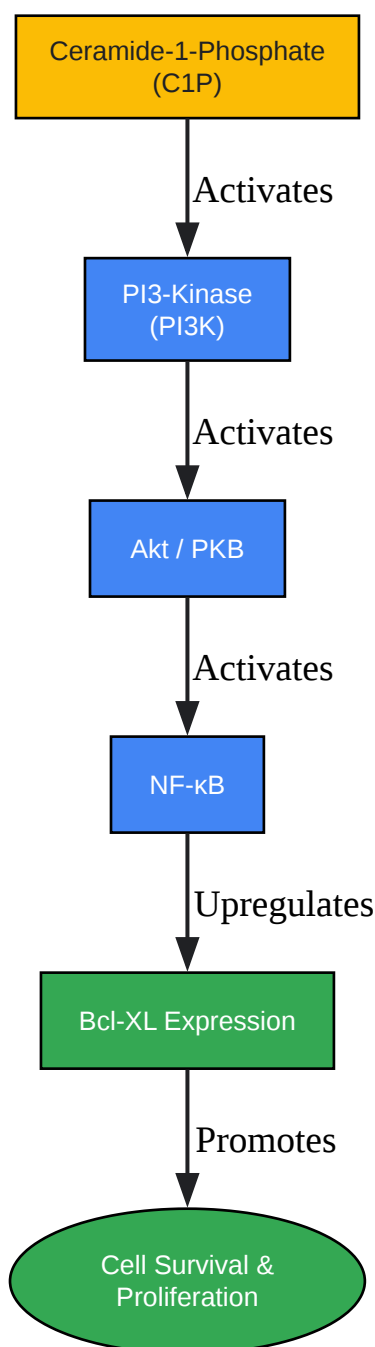 Ceramide-1-Phosphate
(C1P)
Activates
PI3-Kinase
(PI3K)
Activates
Akt / PKB
Activates
NF-κB
Upregulates
Bcl-XL Expression
Promotes
Cell Survival &
Proliferation